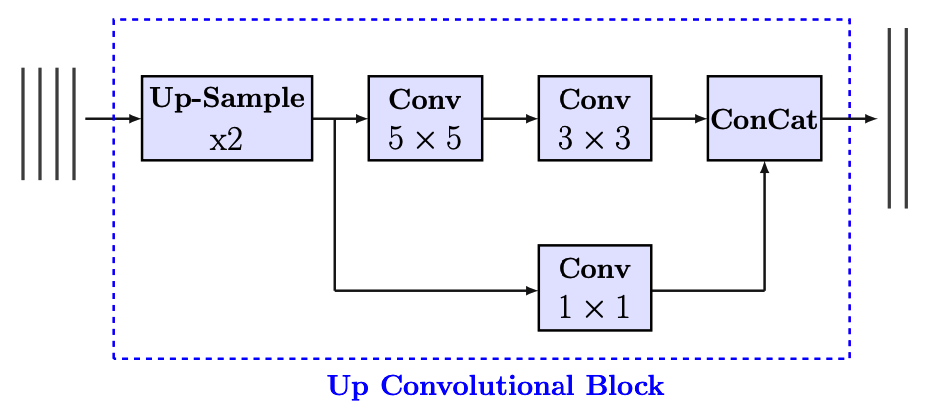 Up-Sample
x2
Conv
5 × 5
Conv
3 × 3
ConCat
Conv
1 × 1
Up Convolutional Block